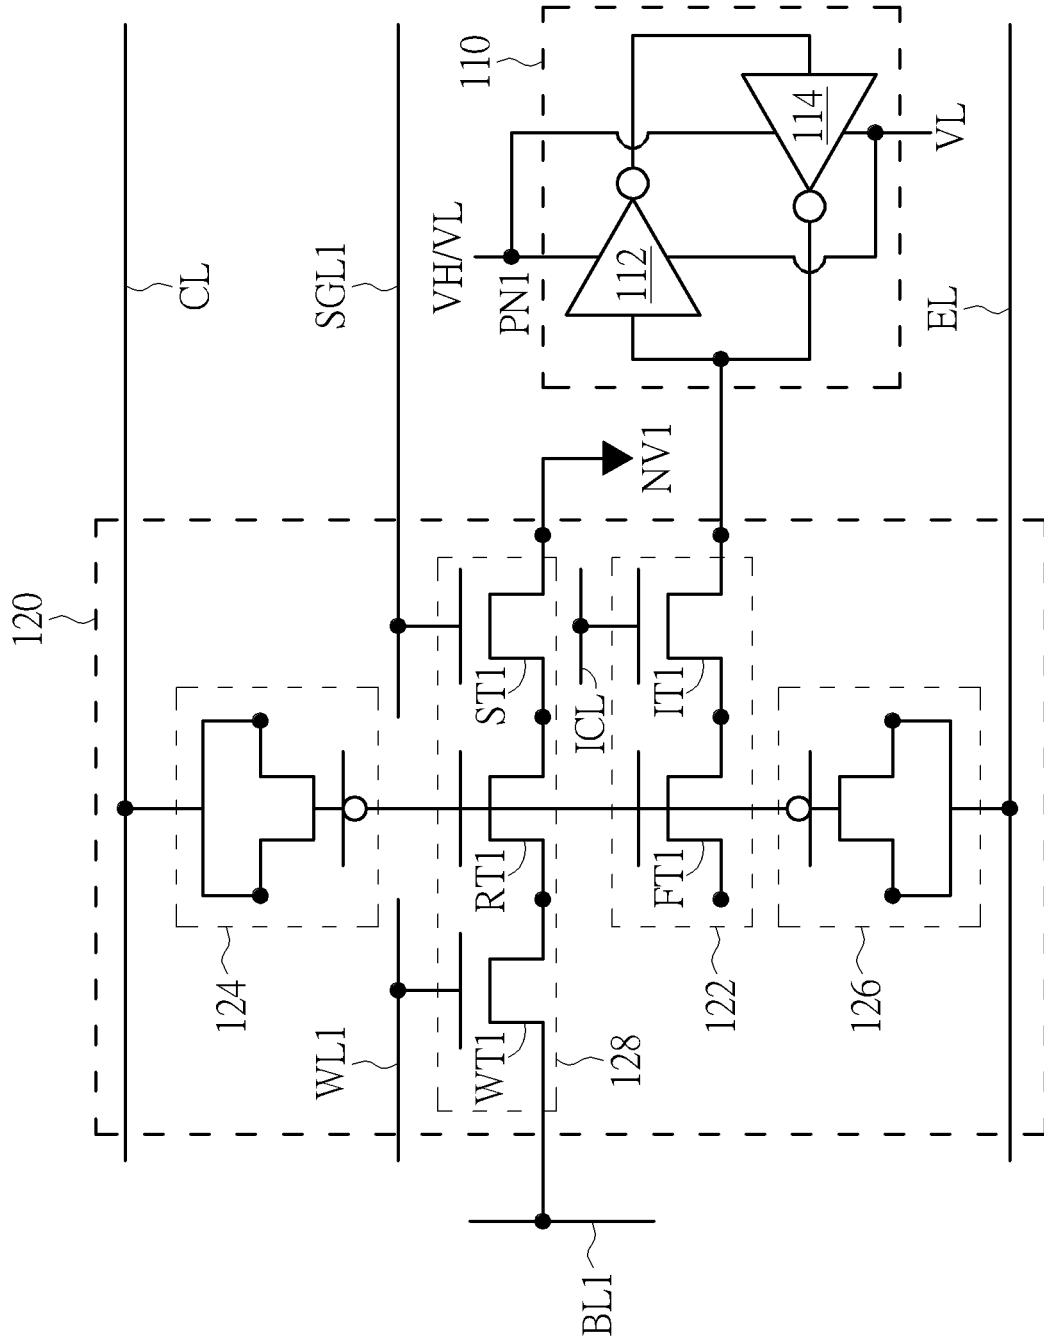 120
110
CL
SGL1
VH/VL
PN1
112
114
VL
EL
NV1
ST1
ICL
IT1
RT1
FT1
124
WL1
WT1
128
122
126
BL1